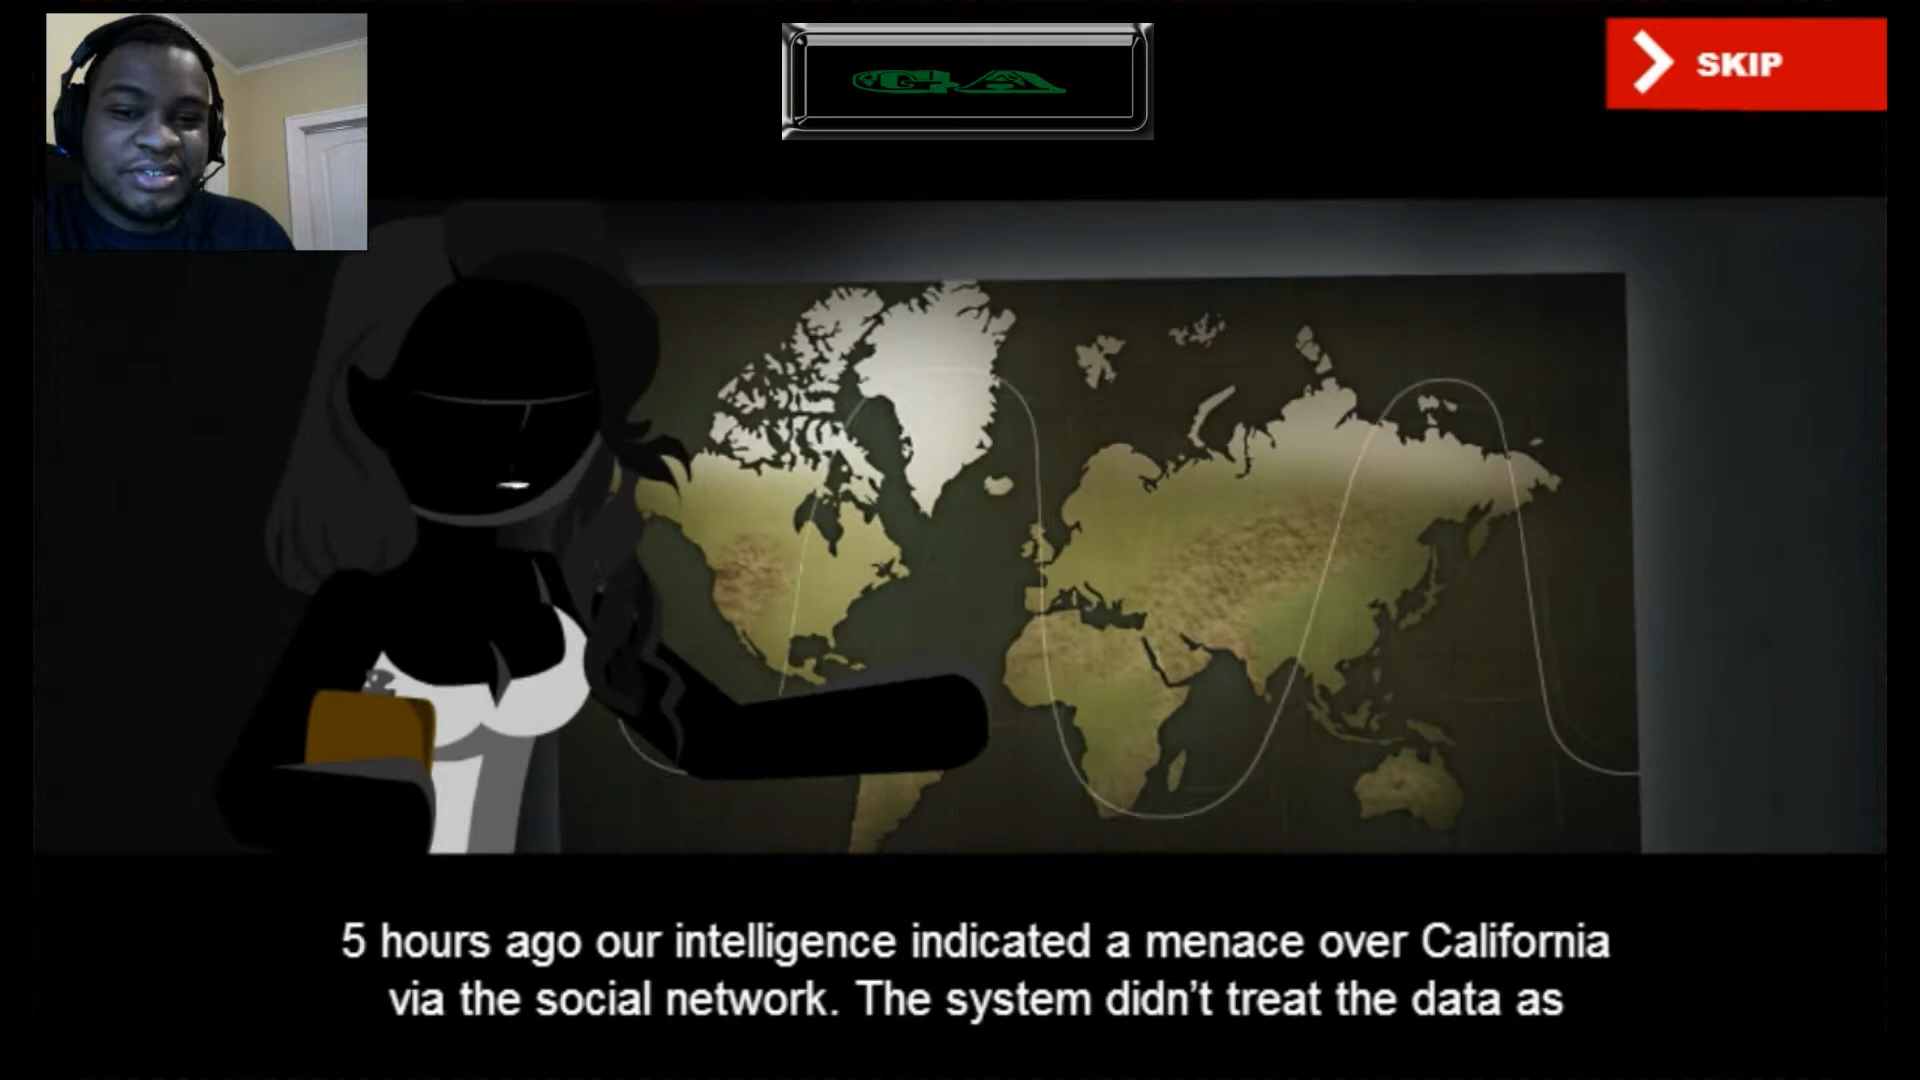 GA
SKIP
5 hours ago our intelligence indicated a menace over California
via the social network. The system didn't treat the data as